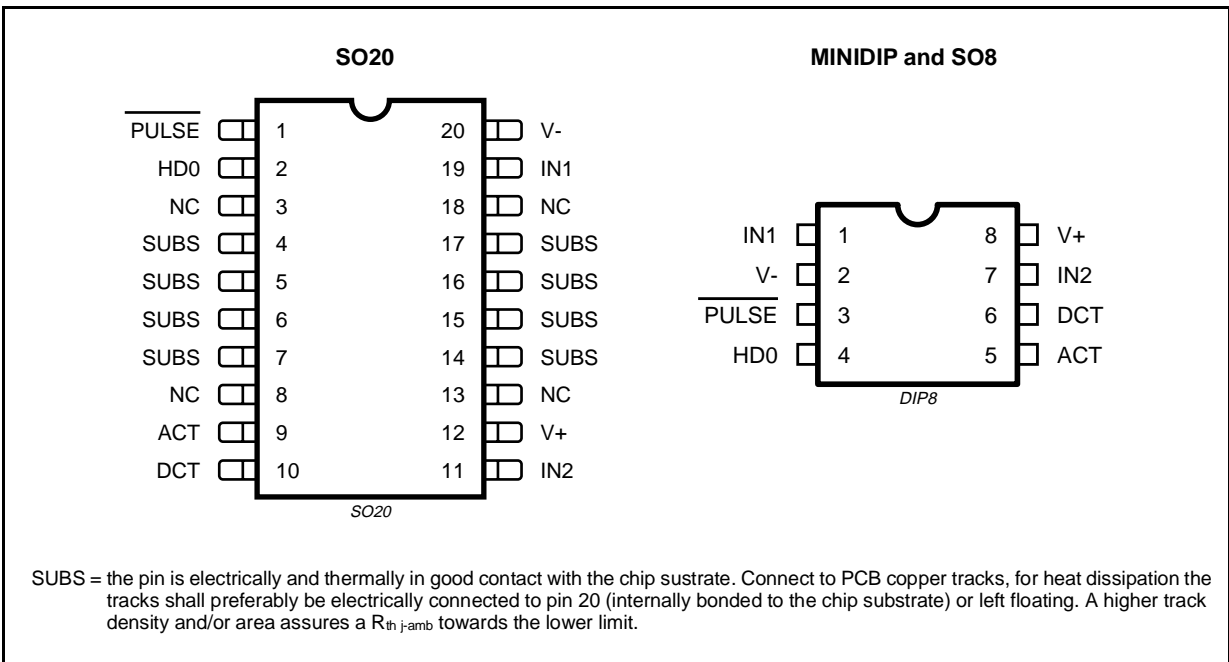 SO20
MINIDIP and SO8
PULSE 1 20 V-
HD0 2 19 IN1
NC 3 18 NC
SUBS 4 17 SUBS
SUBS 5 16 SUBS
SUBS 6 15 SUBS
SUBS 7 14 SUBS
NC 8 13 NC
ACT 9 12 V+
DCT 10 11 IN2
SO20
IN1 1 8 V+
V- 2 7 IN2
PULSE 3 6 DCT
HD0 4 5 ACT
DIP8
SUBS = the pin is electrically and thermally in good contact with the chip sustrate. Connect to PCB copper tracks, for heat dissipation the
tracks shall preferably be electrically connected to pin 20 (internally bonded to the chip substrate) or left floating. A higher track
density and/or area assures a Rth j-amb towards the lower limit.